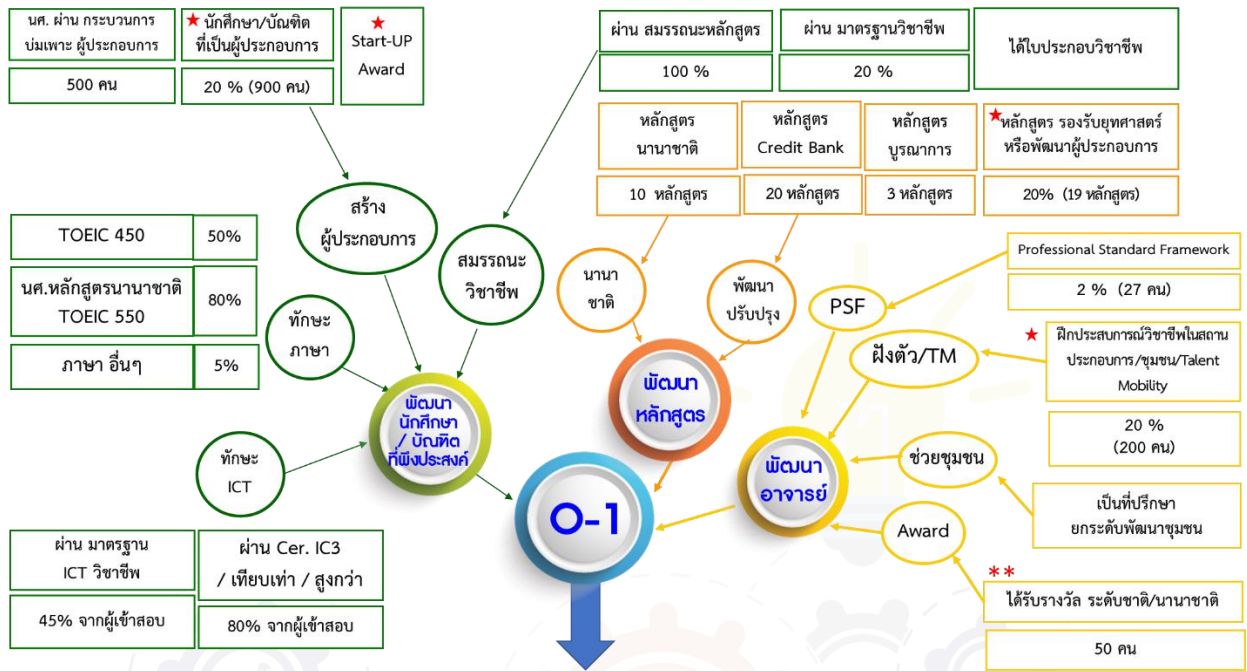 นศ. ผ่าน กระบวนการ
บ่มเพาะ ผู้ประกอบการ
500 คน
★ นักศึกษา/บัณฑิต
ที่เป็นผู้ประกอบการ
20 % (900 คน)
★
Start-UP
Award
ผ่าน สมรรถนะหลักสูตร
100 %
ผ่าน มาตรฐานวิชาชีพ
20 %
ได้ใบประกอบวิชาชีพ
หลักสูตร
นานาชาติ
10 หลักสูตร
หลักสูตร
Credit Bank
20 หลักสูตร
หลักสูตร
บูรณาการ
3 หลักสูตร
★หลักสูตร รองรับยุทศาสตร์
หรือพัฒนาผู้ประกอบการ
20% (19 หลักสูตร)
สร้าง
ผู้ประกอบการ
สมรรถนะ
วิชาชีพ
นานา
ชาติ
พัฒนา
ปรับปรุง
TOEIC 450
50%
นศ.หลักสูตรนานาชาติ
TOEIC 550
80%
ภาษา อื่นๆ
5%
ทักษะ
ภาษา
ทักษะ
ICT
Professional Standard Framework
2 % (27 คน)
PSF
ฝังตัว/TM
★ ฝึกประสบการณ์วิชาชีพในสถาน
ประกอบการ/ชุมชน/Talent
Mobility
20 %
(200 คน)
พัฒนา
นักศึกษา
/ บัณฑิต
ที่พึงประสงค์
พัฒนา
หลักสูตร
พัฒนา
อาจารย์
O-1
ช่วยชุมชน
เป็นที่ปรึกษา
ยกระดับพัฒนาชุมชน
Award
**
ได้รับรางวัล ระดับชาติ/นานาชาติ
50 คน
ผ่าน มาตรฐาน
ICT วิชาชีพ
45% จากผู้เข้าสอบ
ผ่าน Cer. IC3
/ เทียบเท่า / สูงกว่า
80% จากผู้เข้าสอบ